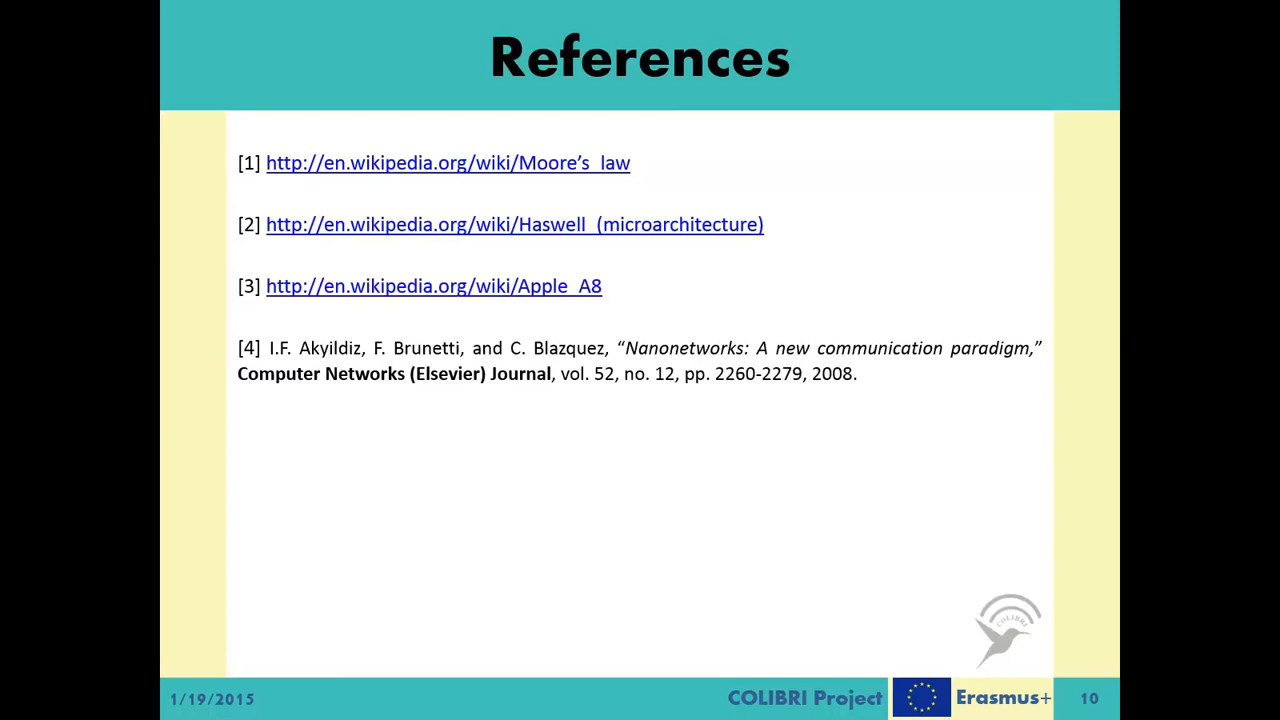 References
[1] http://en.wikipedia.org/wiki/Moore’s_law
[2] http://en.wikipedia.org/wiki/Haswell_(microarchitecture)
[3] http://en.wikipedia.org/wiki/Apple_A8
[4] I.F. Akyildiz, F. Brunetti, and C. Blazquez, “Nanonetworks: A new communication paradigm,”
Computer Networks (Elsevier) Journal, vol. 52, no. 12, pp. 2260-2279, 2008.
COLIBRI
1/19/2015 COLIBRI Project Erasmus+ 10